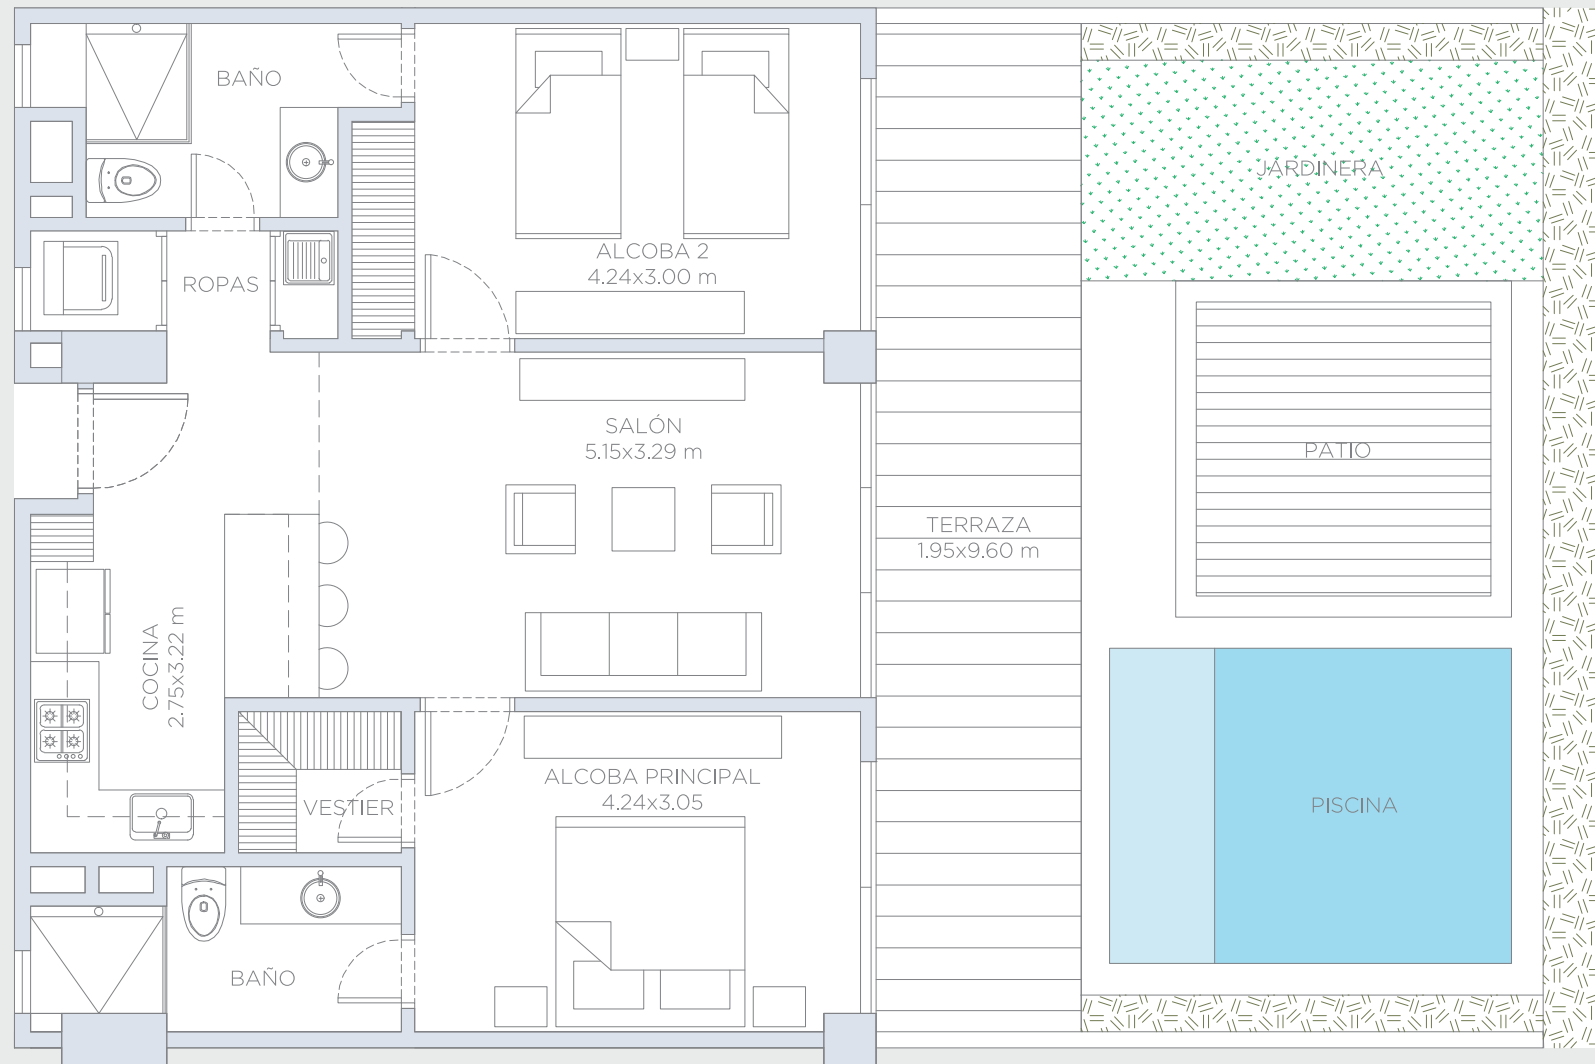 BAÑO
JARDINERA
ALCOBA 2
4.24x3.00 m
ROPAS
SALÓN
5.15x3.29 m
PATIO
TERRAZA
1.95x9.60 m
COCINA
2.75x3.22 m
ALCOBA PRINCIPAL
4.24x3.05
VESTIER
PISCINA
BAÑO